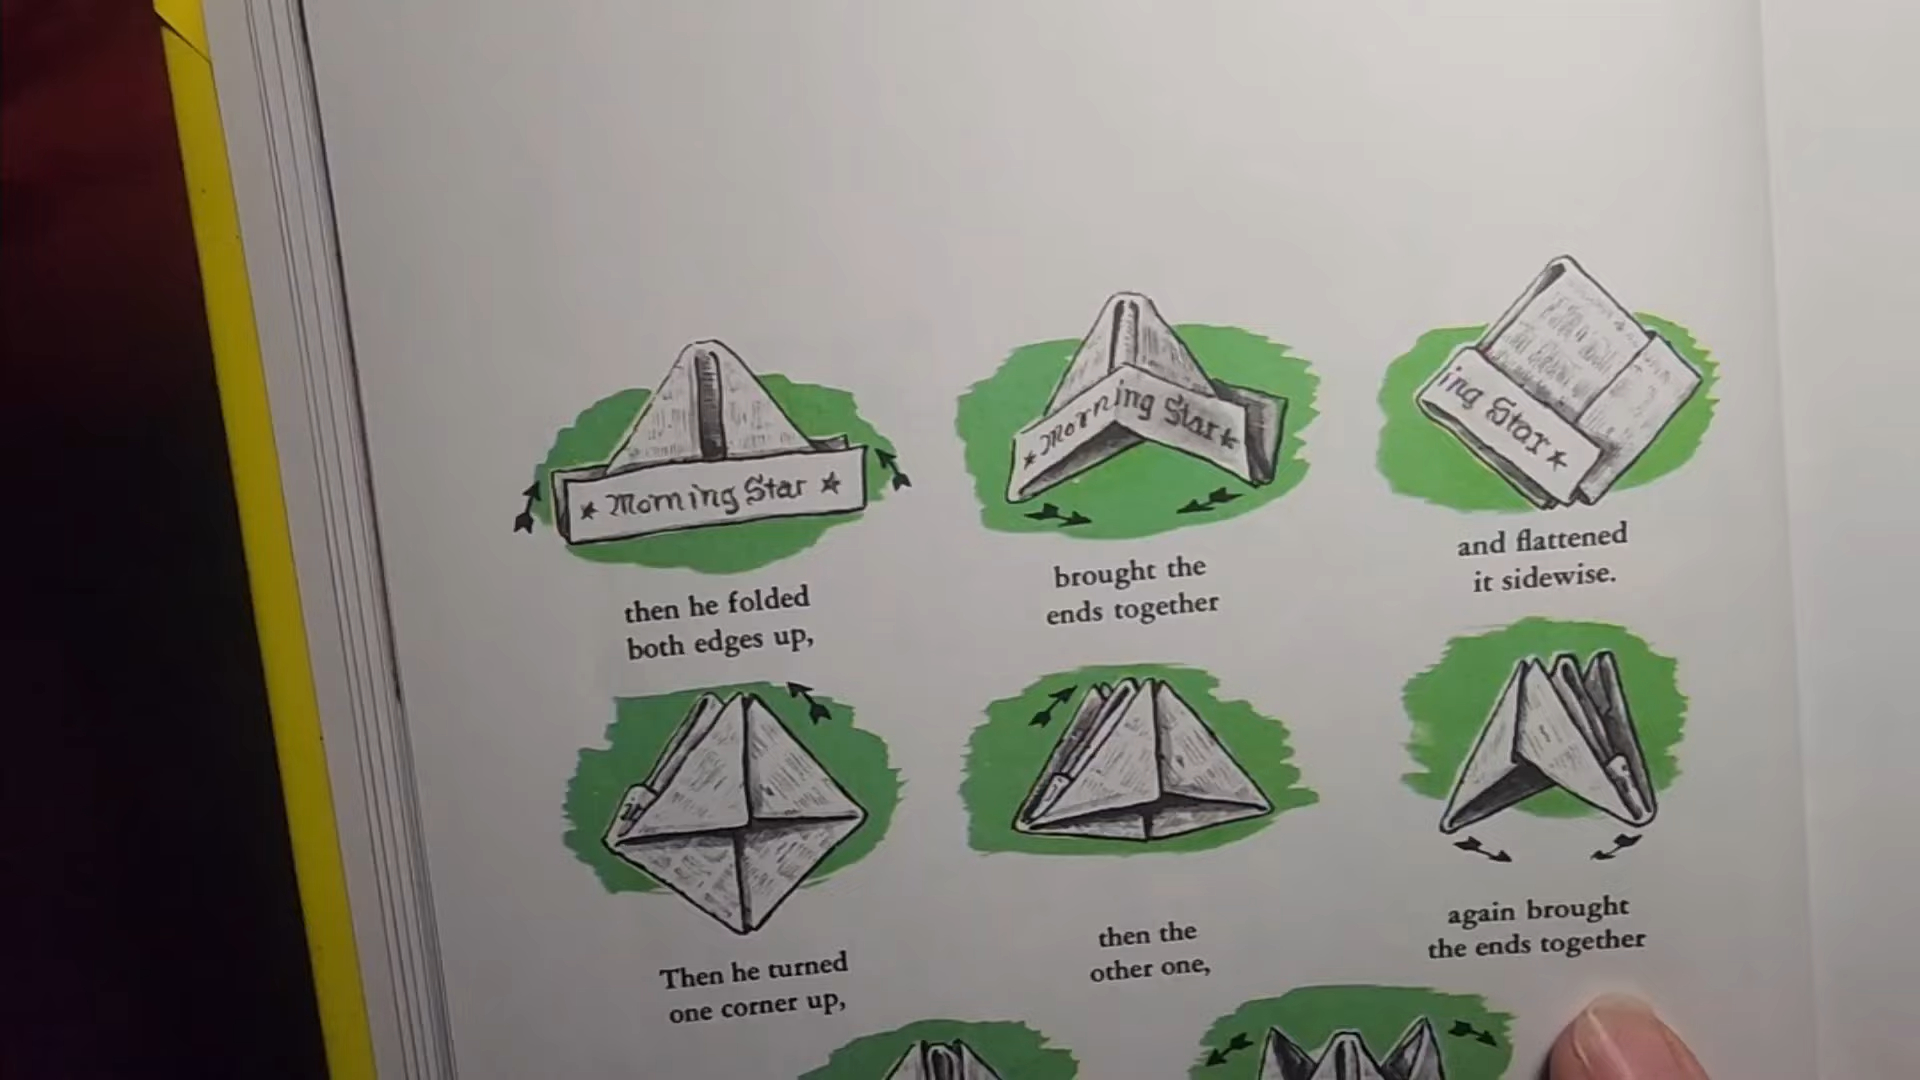 ★ Morning Star ★
★ Morning Star ★
ing Star ★
then he folded
both edges up,
brought the
ends together
and flattened
it sidewise.
Then he turned
one corner up,
then the
other one,
again brought
the ends together